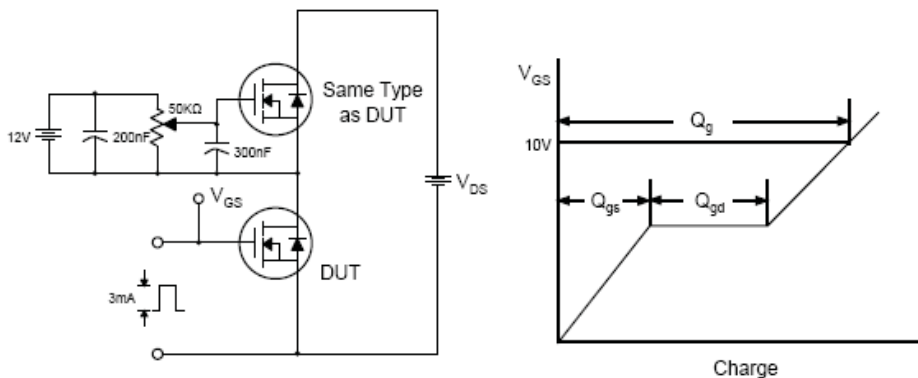 50KΩ
12V
200nF
300nF
Same Type
as DUT
V_DS
V_GS
DUT
3mA
V_GS
10V
Q_g
Q_gs
Q_gd
Charge